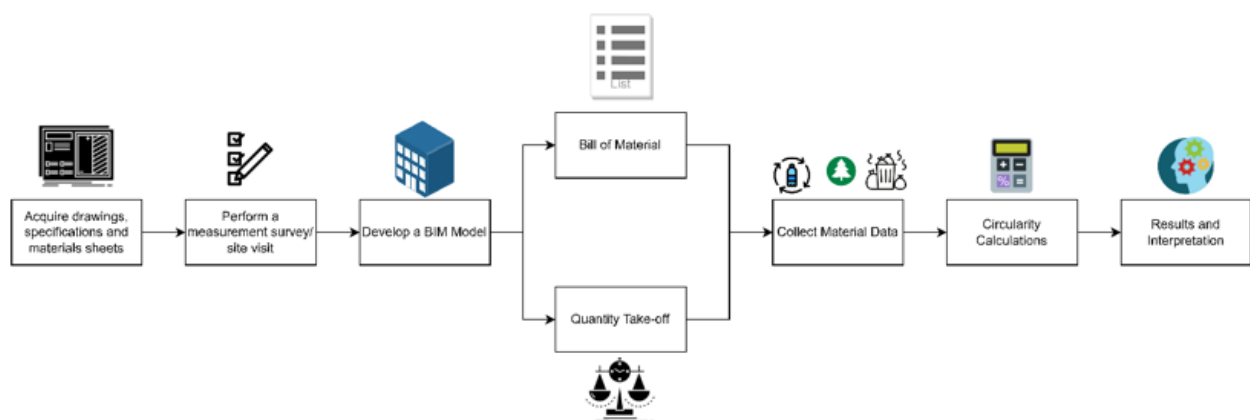 List
Bill of Material
Acquire drawings,
specifications and
materials sheets
Perform a
measurement survey/
site visit
Develop a BIM Model
Collect Material Data
Circularity
Calculations
Results and
Interpretation
Quantity Take-off